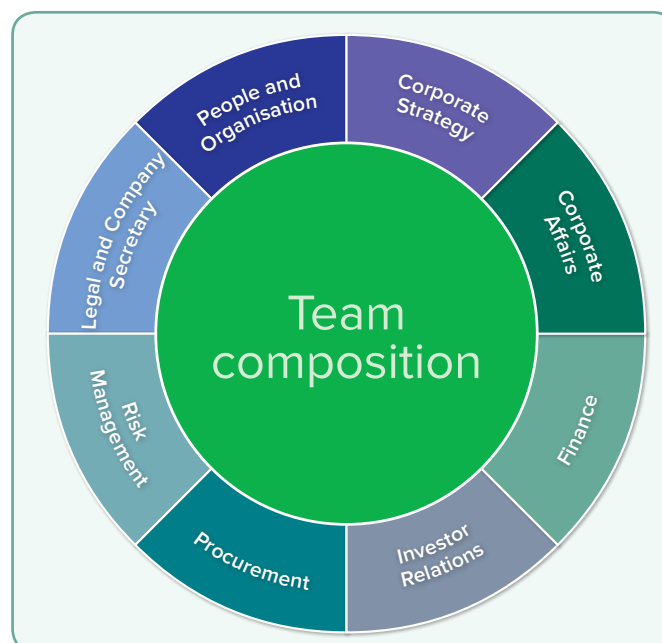 Team
composition
Corporate
Strategy
Corporate
Affairs
Finance
Investor
Relations
Procurement
Risk
Management
Legal and Company
Secretary
People and
Organisation